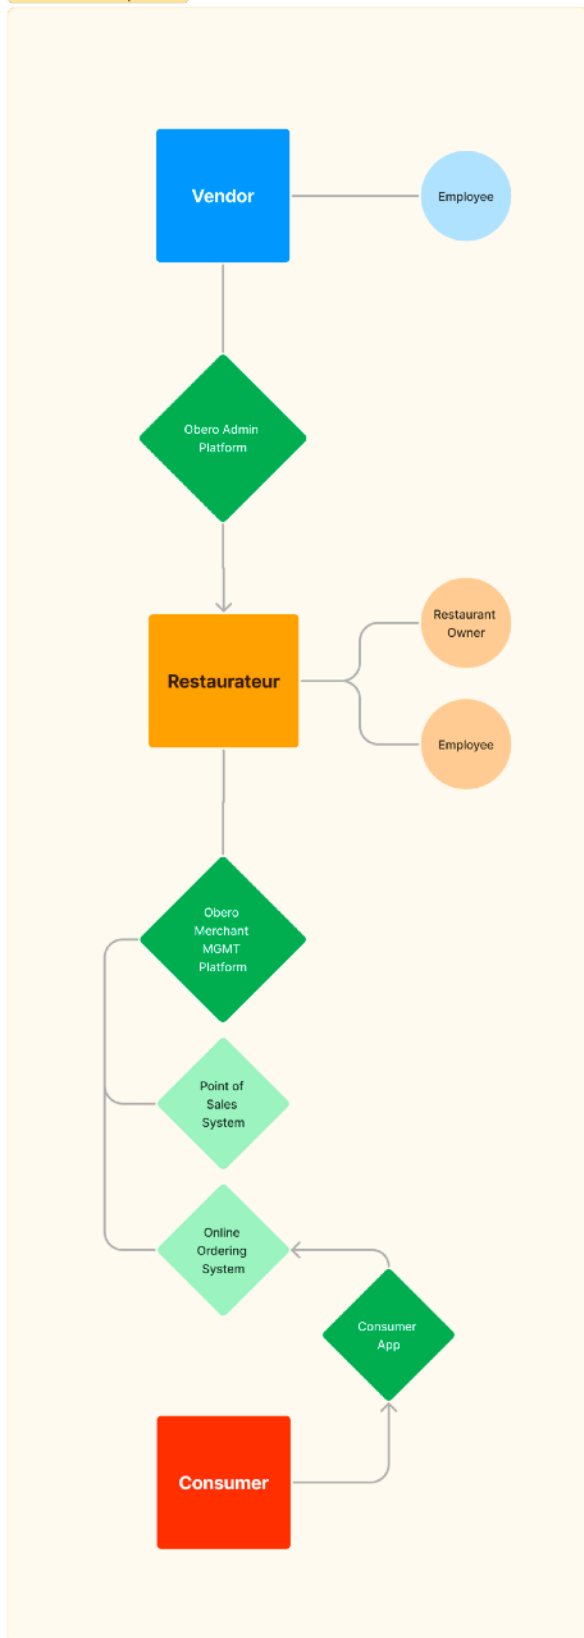 Vendor
Employee
Obero Admin
Platform
Restaurant
Owner
Restaurateur
Employee
Obero
Merchant
MGMT
Platform
Point of
Sales
System
Online
Ordering
System
Consumer
App
Consumer